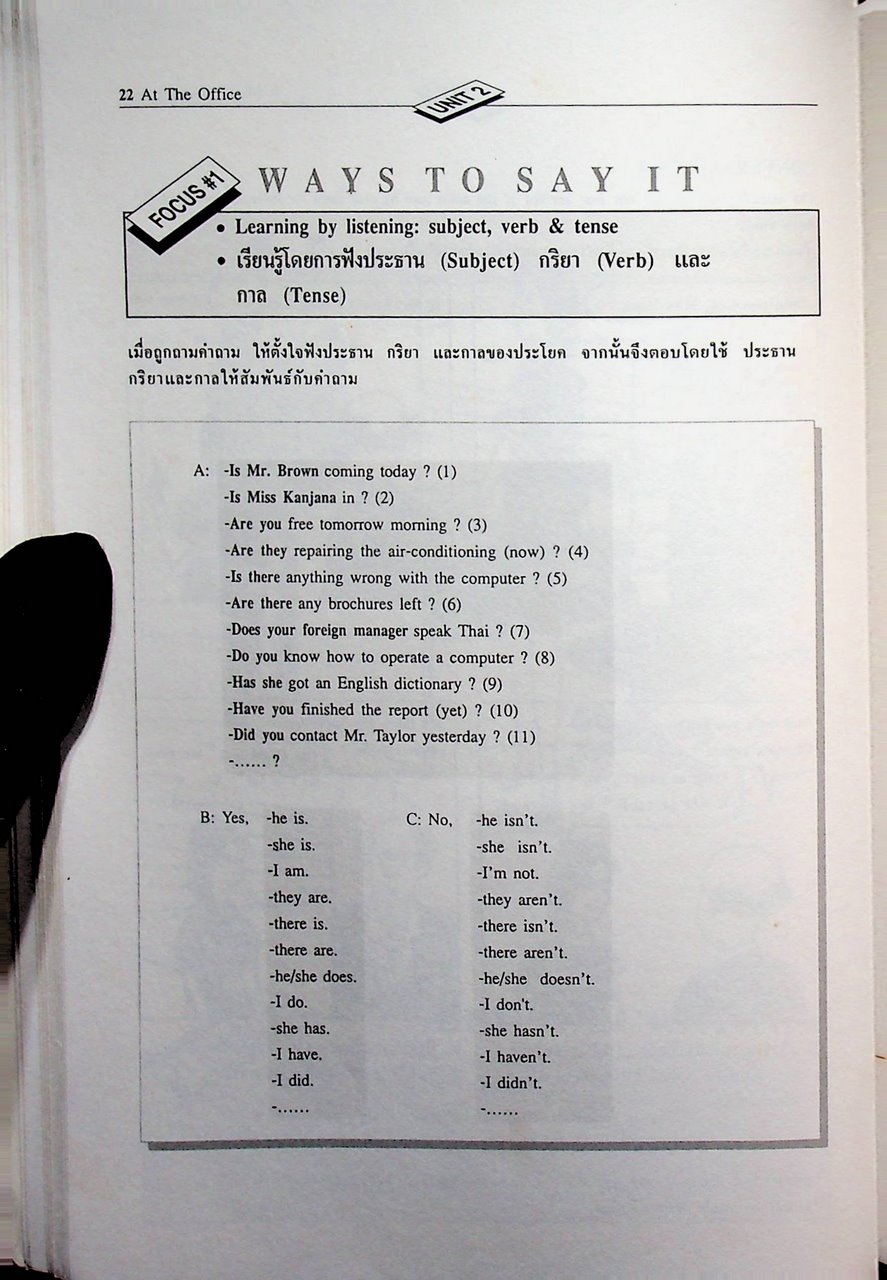 22 At The Office
UNIT 2
FOCUS #1
WAYS TO SAY IT
• Learning by listening: subject, verb & tense
• เรียนรู้โดยการฟังประธาน (Subject) กริยา (Verb) และ
กาล (Tense)
เมื่อถูกถามคำถาม ให้ตั้งใจฟังประธาน กริยา และกาลของประโยค จากนั้นจึงตอบโดยใช้ ประธาน
กริยาและกาลให้สัมพันธ์กับคำถาม
A: -Is Mr. Brown coming today ? (1)
-Is Miss Kanjana in ? (2)
-Are you free tomorrow morning ? (3)
-Are they repairing the air-conditioning (now) ? (4)
-Is there anything wrong with the computer ? (5)
-Are there any brochures left ? (6)
-Does your foreign manager speak Thai ? (7)
-Do you know how to operate a computer ? (8)
-Has she got an English dictionary ? (9)
-Have you finished the report (yet) ? (10)
-Did you contact Mr. Taylor yesterday ? (11)
-...... ?
B: Yes, -he is.
-she is.
-I am.
-they are.
-there is.
-there are.
-he/she does.
-I do.
-she has.
-I have.
-I did.
-......
C: No, -he isn't.
-she isn't.
-I'm not.
-they aren't.
-there isn't.
-there aren't.
-he/she doesn't.
-I don't.
-she hasn't.
-I haven't.
-I didn't.
-......